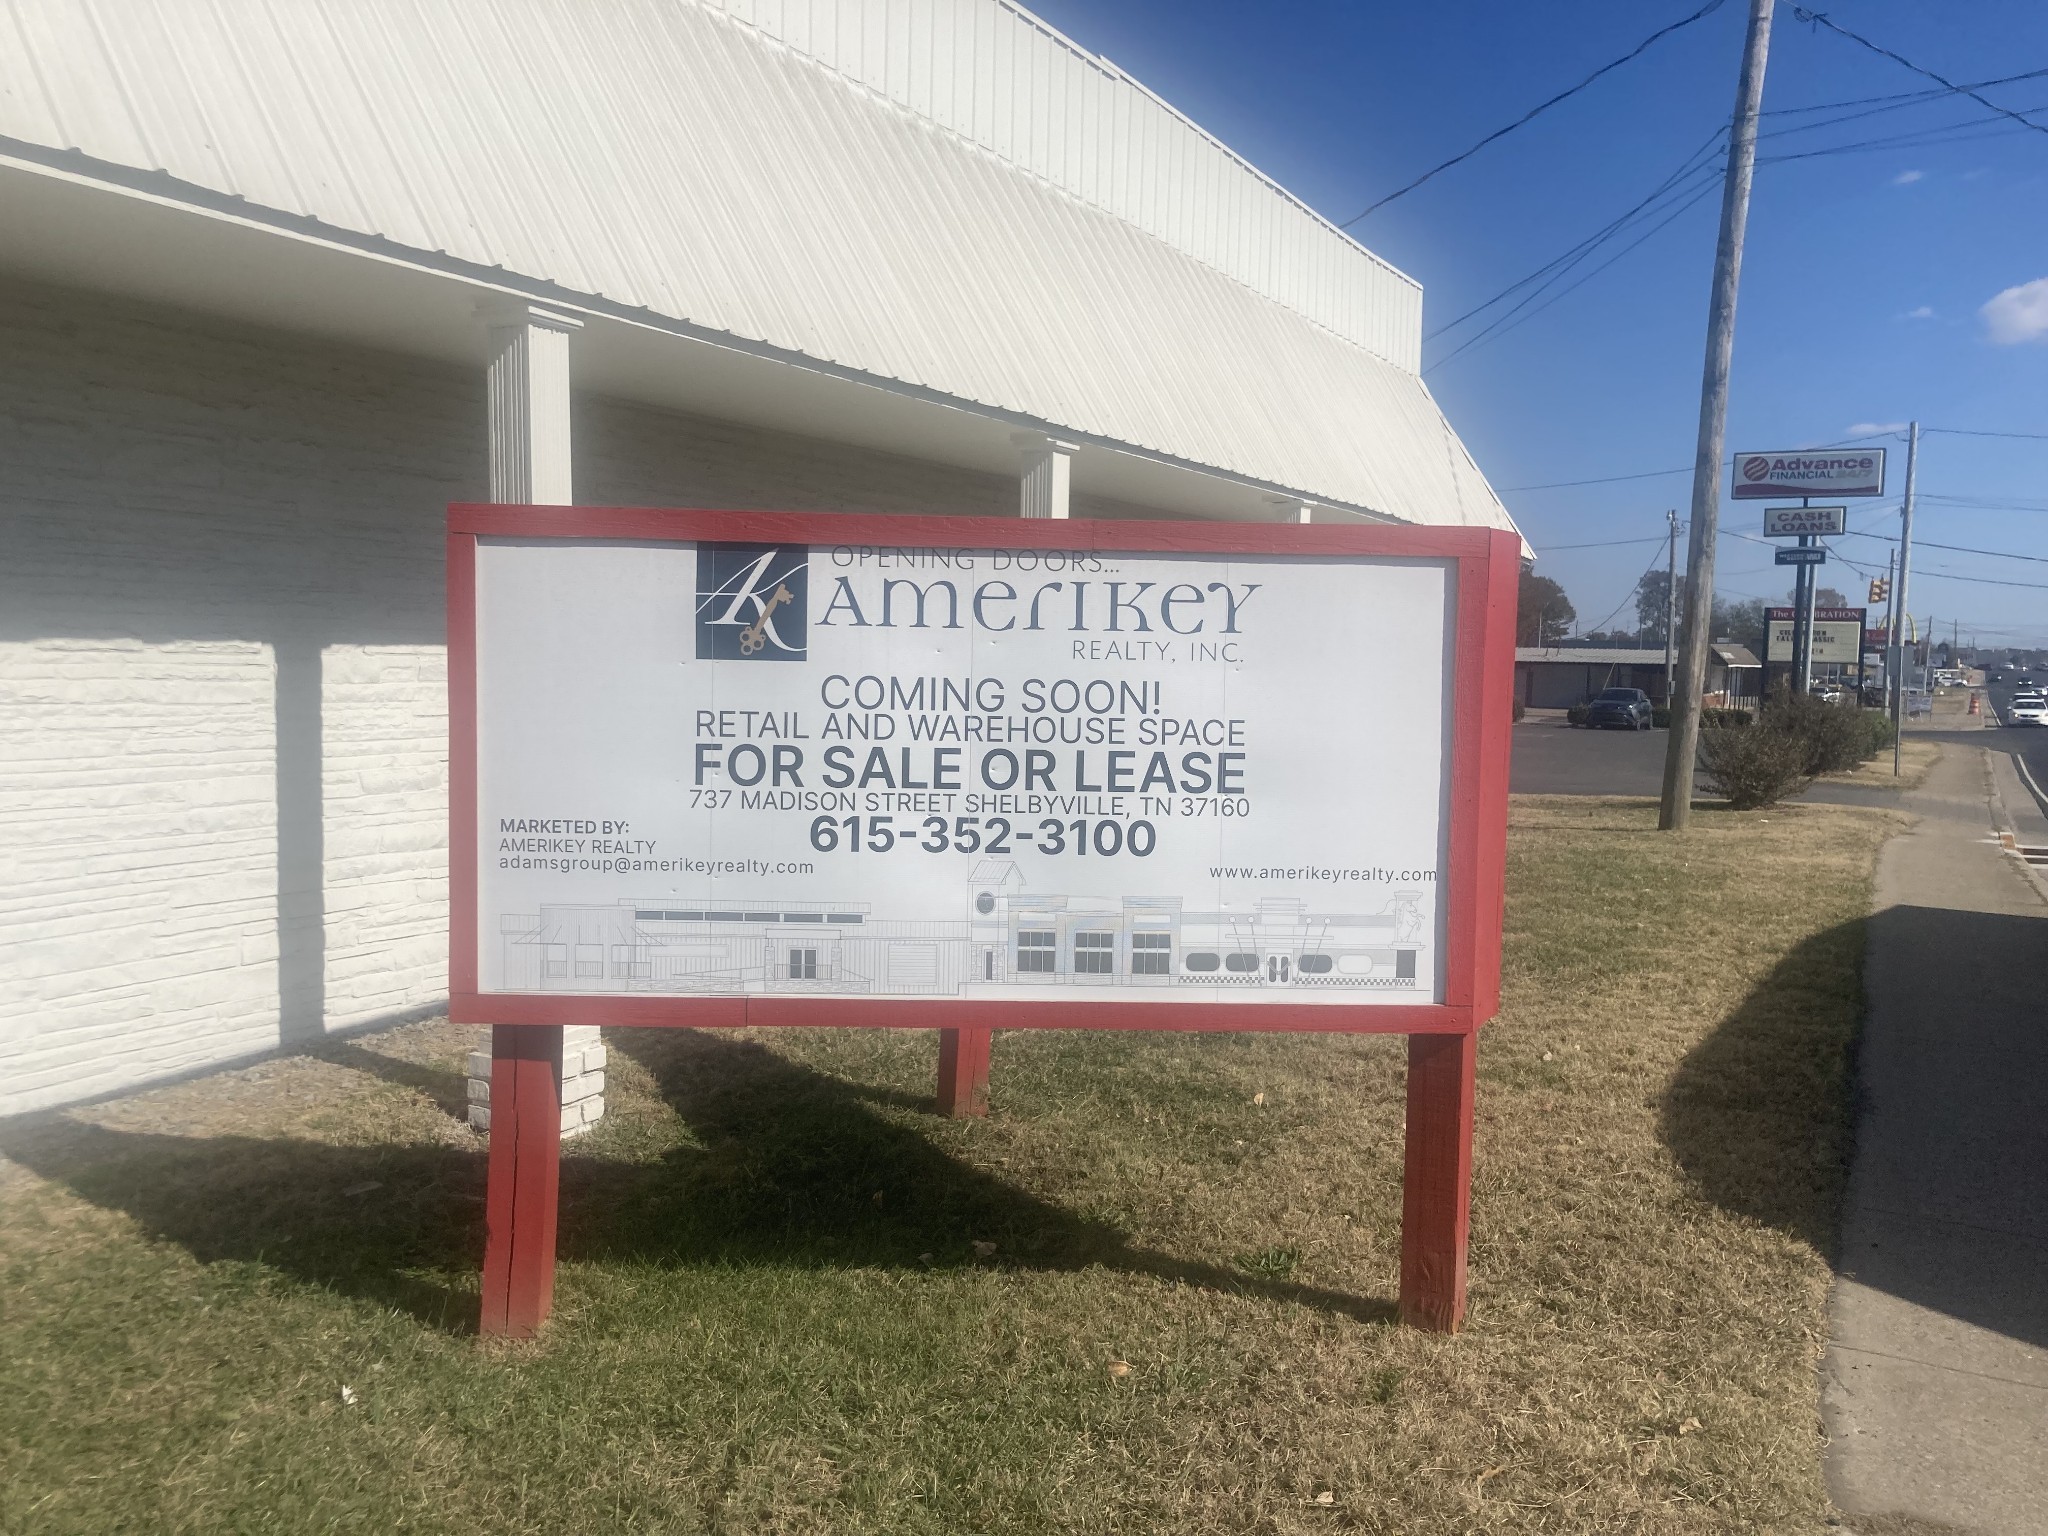 OPENING DOORS...
AMERIKEY
REALTY, INC.
COMING SOON!
RETAIL AND WAREHOUSE SPACE
FOR SALE OR LEASE
737 MADISON STREET SHELBYVILLE, TN 37160
615-352-3100
MARKETED BY:
AMERIKEY REALTY
adamsgroup@amerikeyrealty.com
www.amerikeyrealty.com
Advance
FINANCIAL 24/7
CASH
LOANS
The CELEBRATION